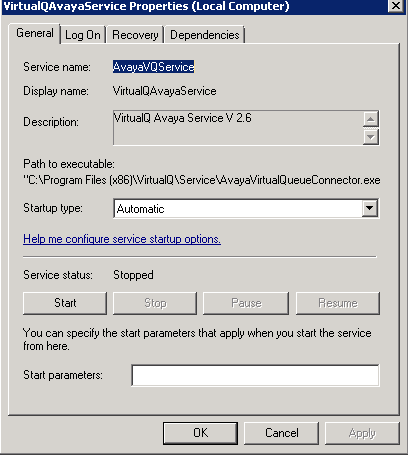 VirtualQAvayaService Properties (Local Computer)
General Log On Recovery Dependencies
Service name: AvayaVQService
Display name: VirtualQAvayaService
Description: VirtualQ Avaya Service V 2.6
Path to executable:
"C:\Program Files (x86)\VirtualQ\Service\AvayaVirtualQueueConnector.exe
Startup type: Automatic
Help me configure service startup options.
Service status: Stopped
Start Stop Pause Resume
You can specify the start parameters that apply when you start the service
from here.
Start parameters:
OK Cancel Apply